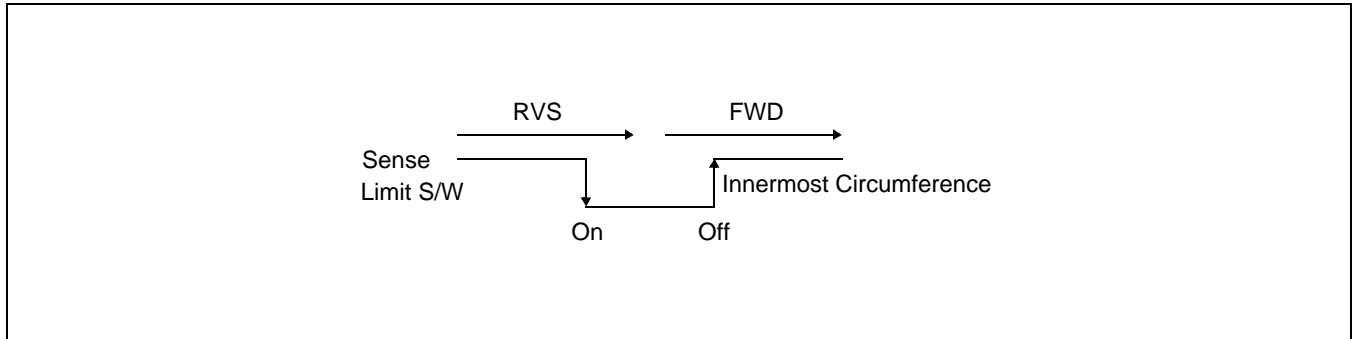 RVS FWD
Sense
Limit S/W
Innermost Circumference
On Off